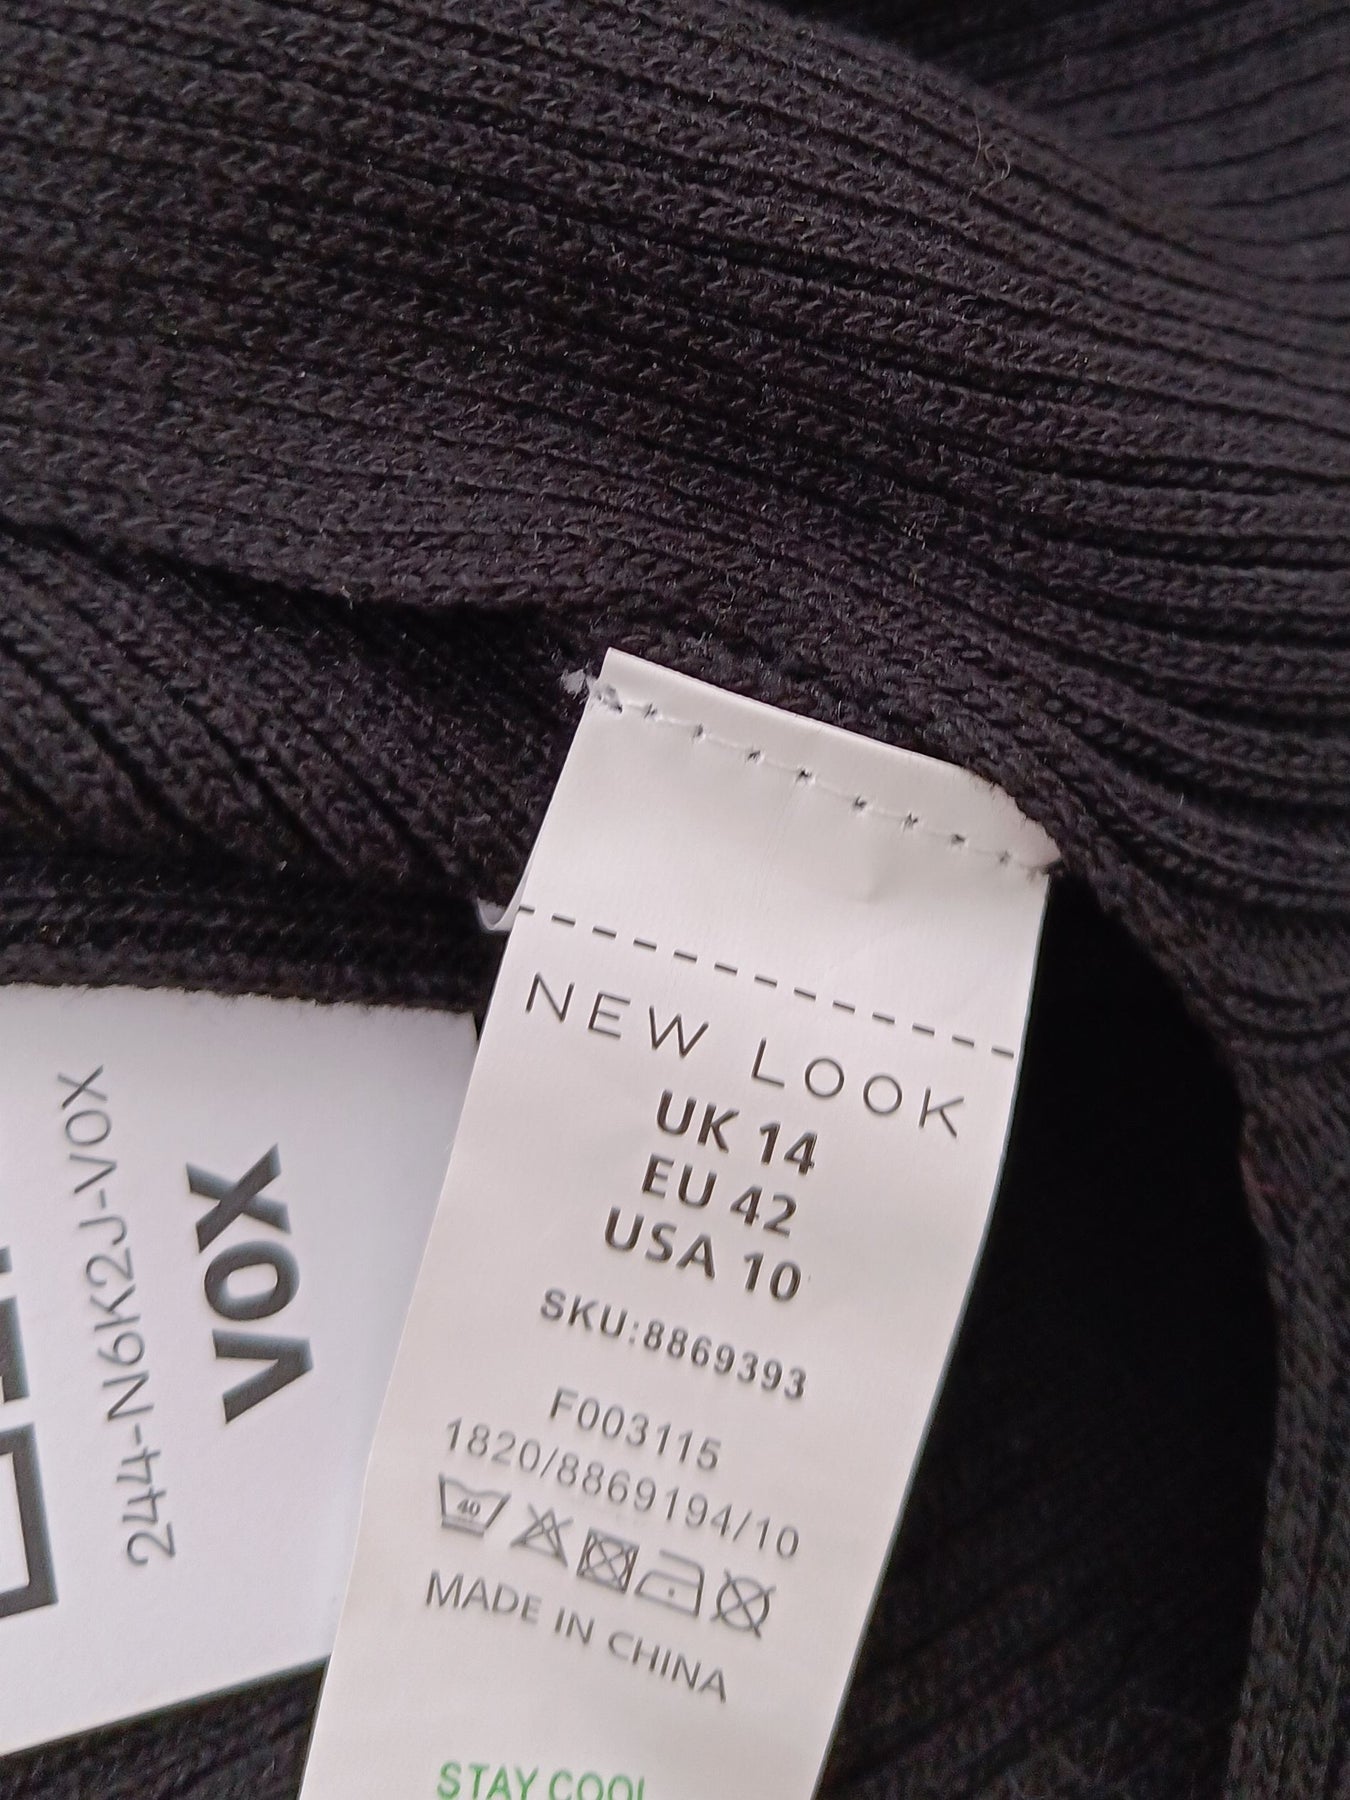 NEW LOOK
UK 14
EU 42
USA 10
SKU:8869393
F003115
1820/8869194/10
40
MADE IN CHINA
STAY COOL
244-N6K2J-VOX
VOX